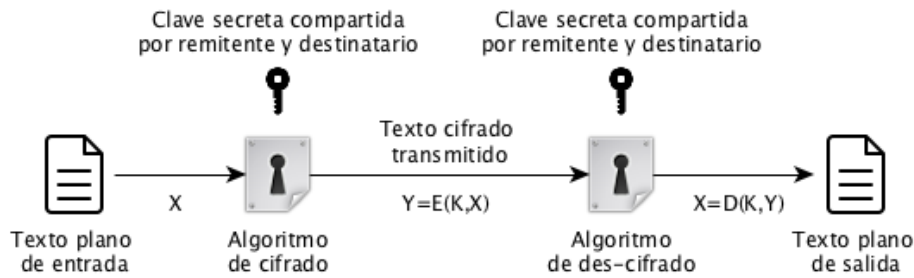 Clave secreta compartida
por remitente y destinatario
Clave secreta compartida
por remitente y destinatario
Texto cifrado
transmitido
X
Y=E(K,X)
X=D(K,Y)
Texto plano
de entrada
Algoritmo
de cifrado
Algoritmo
de des-cifrado
Texto plano
de salida